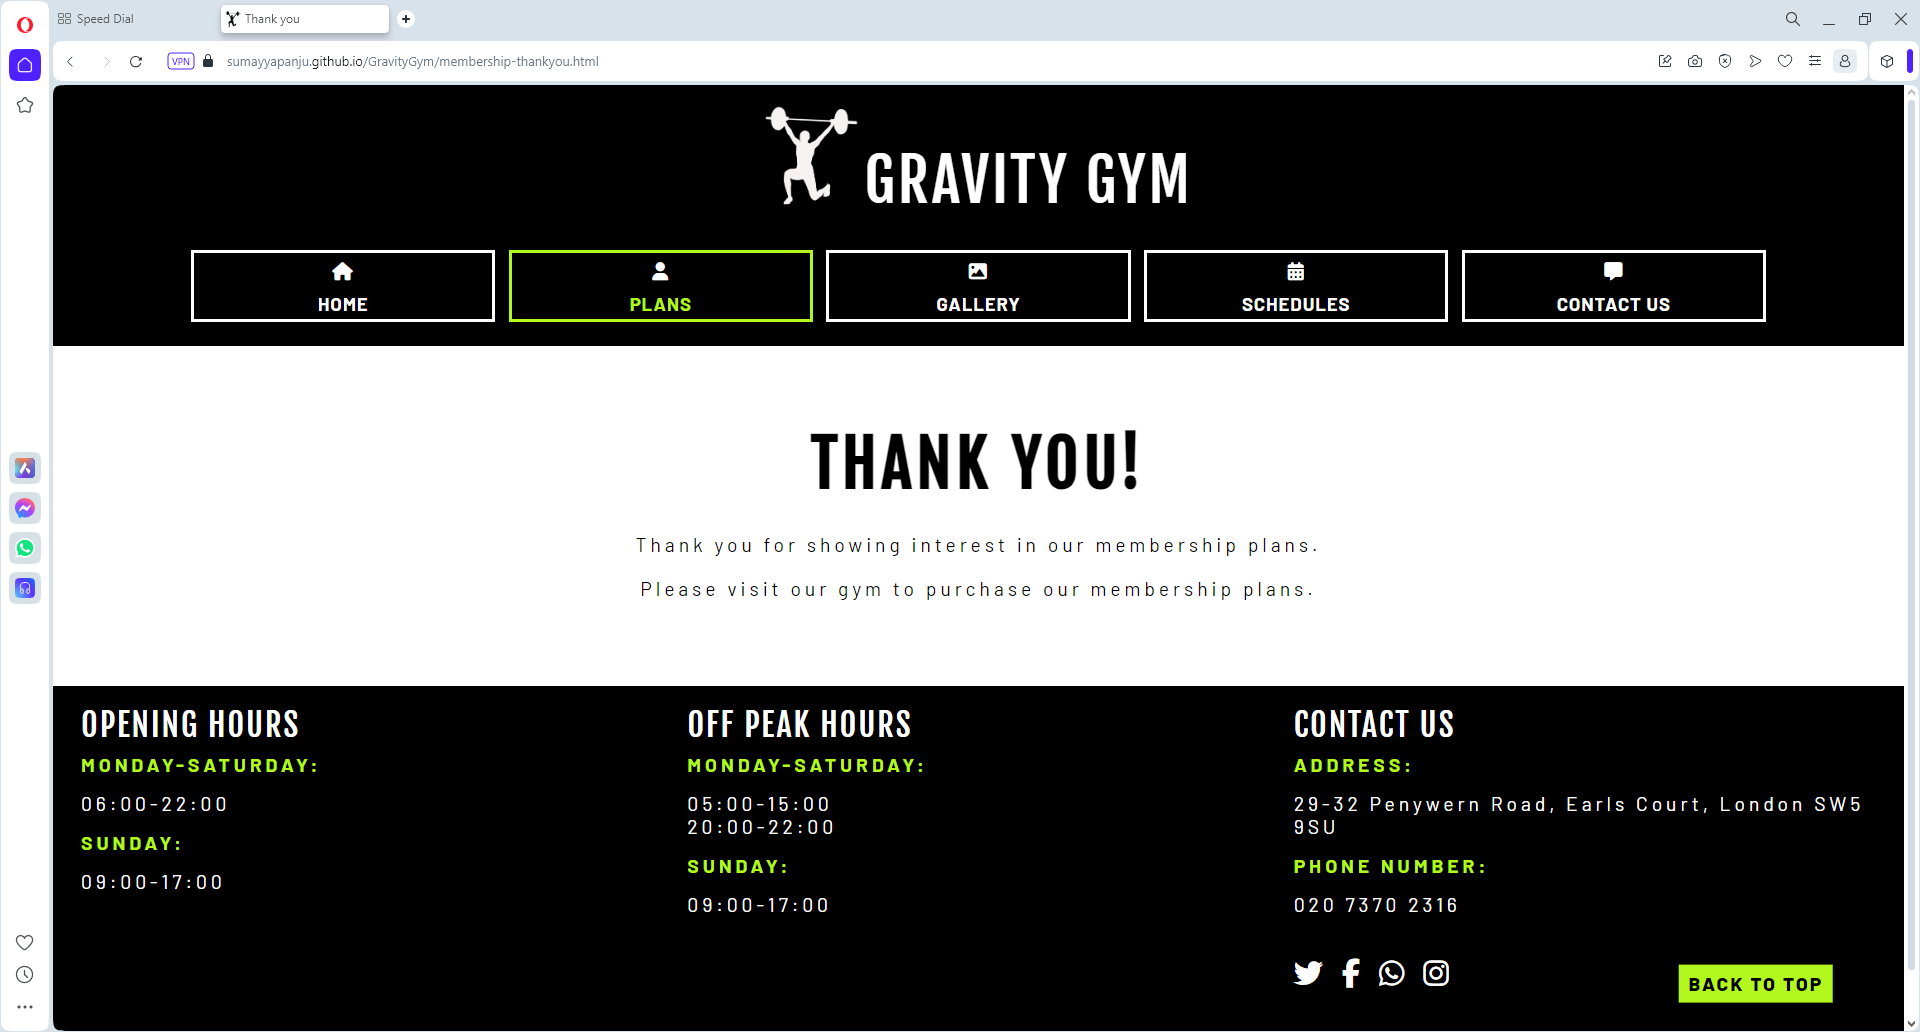 Speed Dial
Thank you
VPN
sumayyapanju.github.io/GravityGym/membership-thankyou.html
GRAVITY GYM
HOME
PLANS
GALLERY
SCHEDULES
CONTACT US
THANK YOU!
Thank you for showing interest in our membership plans.
Please visit our gym to purchase our membership plans.
OPENING HOURS
MONDAY-SATURDAY:
06:00-22:00
SUNDAY:
09:00-17:00
OFF PEAK HOURS
MONDAY-SATURDAY:
05:00-15:00
20:00-22:00
SUNDAY:
09:00-17:00
CONTACT US
ADDRESS:
29-32 Penywern Road, Earls Court, London SW5
9SU
PHONE NUMBER:
020 7370 2316
BACK TO TOP